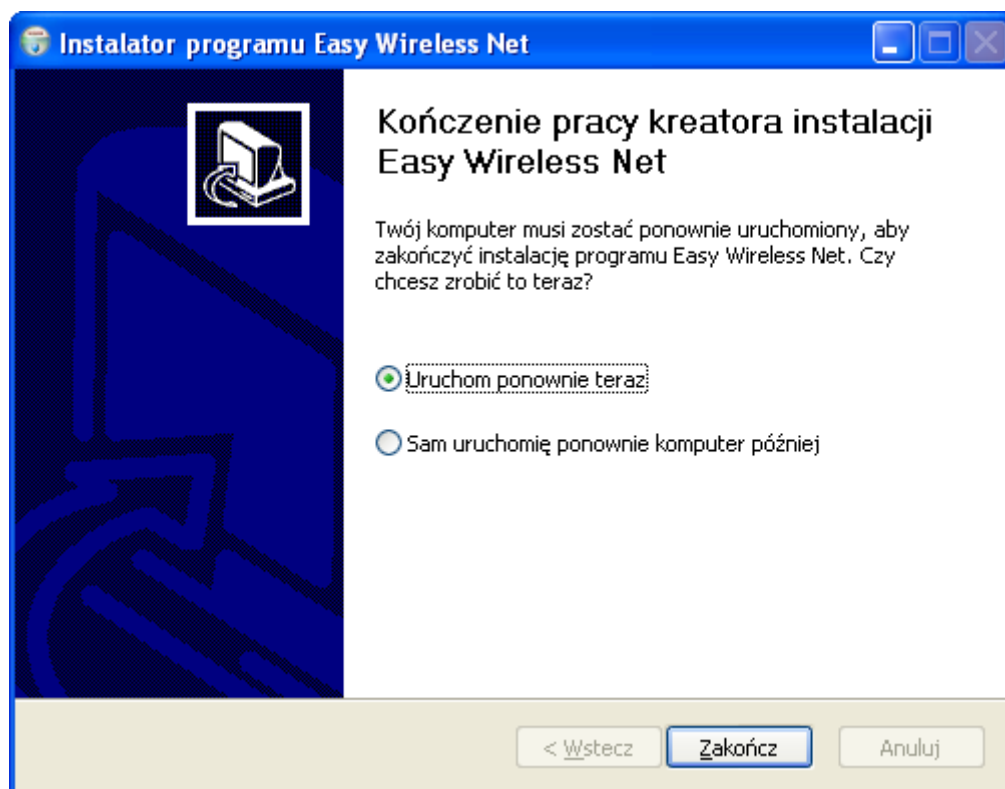 Instalator programu Easy Wireless Net
Kończenie pracy kreatora instalacji
Easy Wireless Net
Twój komputer musi zostać ponownie uruchomiony, aby
zakończyć instalację programu Easy Wireless Net. Czy
chcesz zrobić to teraz?
Uruchom ponownie teraz
Sam uruchomię ponownie komputer później
< Wstecz
Zakończ
Anuluj